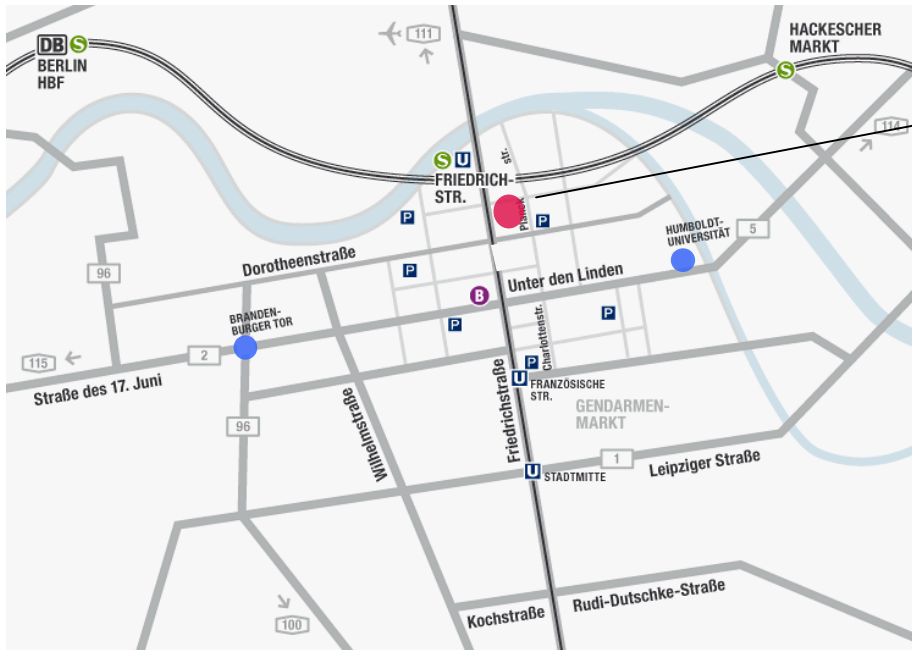 111
HACKESCHER
MARKT
DB S
BERLIN
HBF
S
114
S U
str.
FRIEDRICH-
STR.
Planck
P
P
HUMBOLDT-
UNIVERSITÄT
5
Dorotheenstraße
96
P
Unter den Linden
B
BRANDEN-
BURGER TOR
P
P
Charlottenstr.
2
115
Straße des 17. Juni
P
U
FRANZÖSISCHE
STR.
Friedrichstraße
Wilhelmstraße
GENDARMEN-
MARKT
96
1
Leipziger Straße
U
STADTMITTE
100
Kochstraße
Rudi-Dutschke-Straße